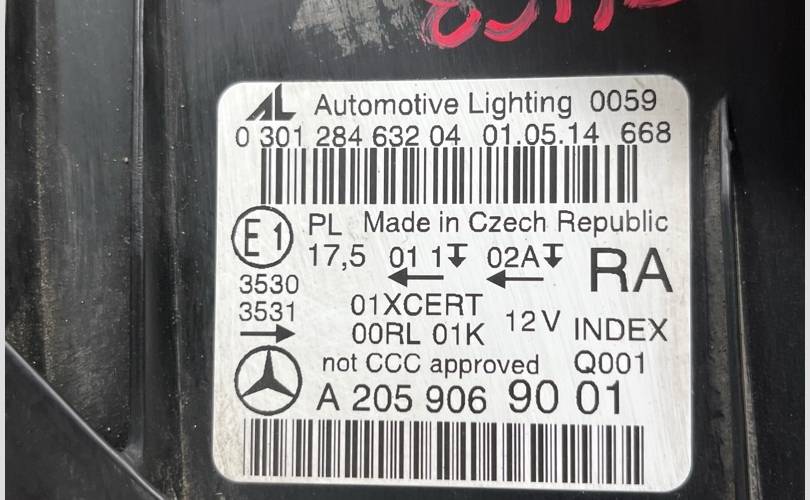 AL Automotive Lighting 0059
0 301 284 632 04 01.05.14 668
E1 PL Made in Czech Republic
17,5 01 1 02A RA
3530
3531
01XCERT
00RL 01K 12V INDEX
not CCC approved Q001
A 205 906 90 01